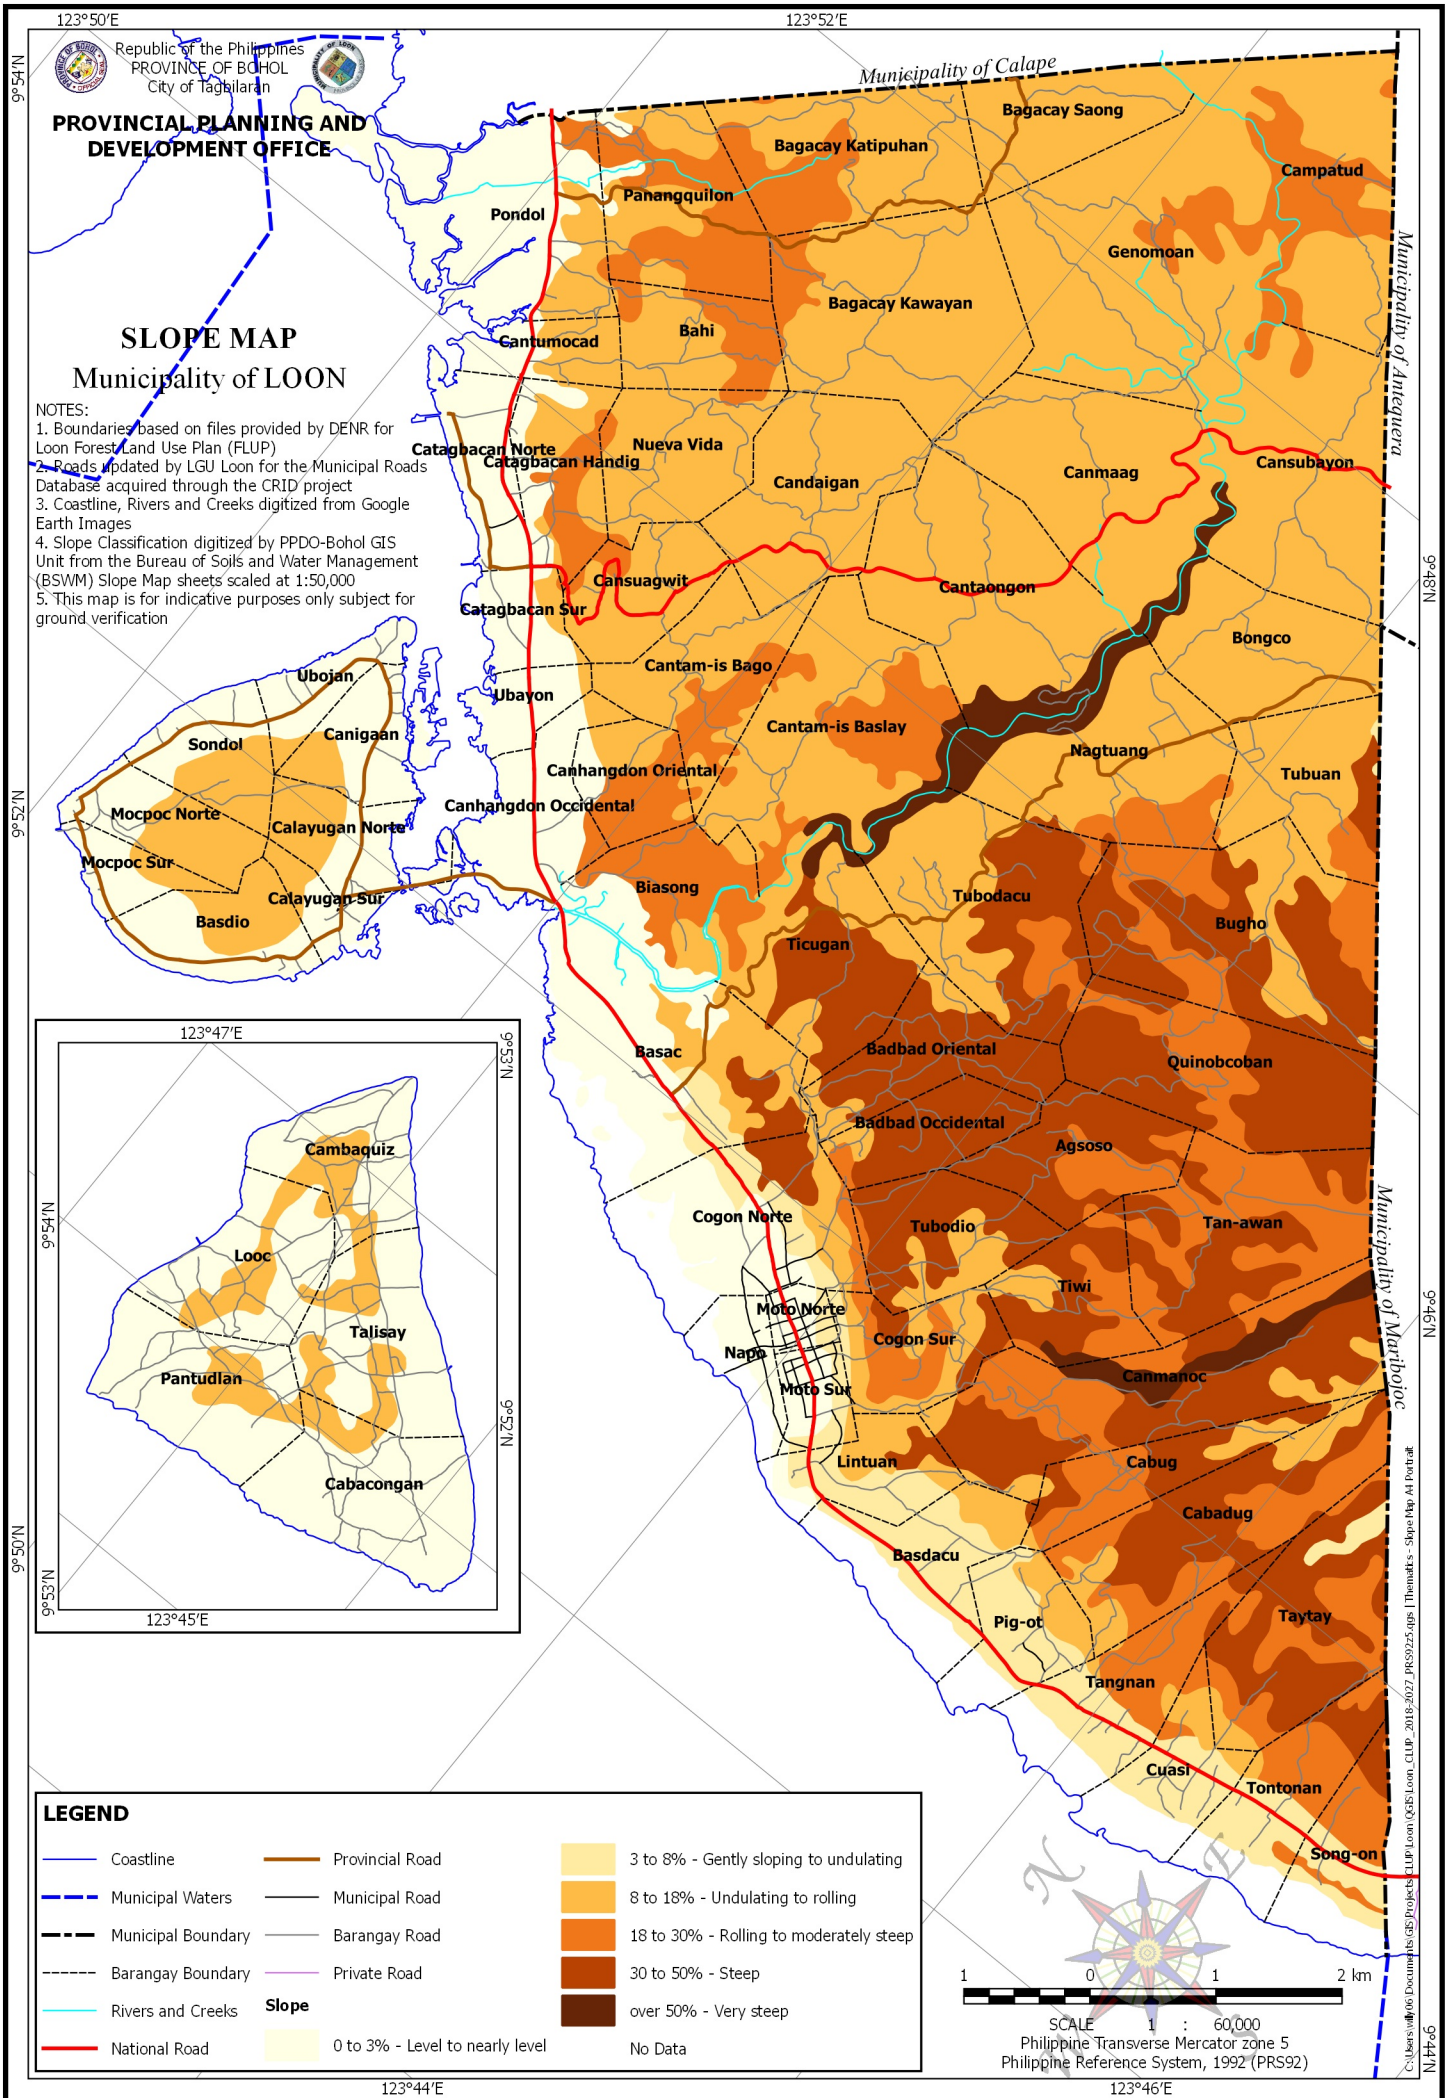 123°50'E
123°52'E
9°54'N
Republic of the Philippines
PROVINCE OF BOHOL
City of Tagbilaran
PROVINCIAL PLANNING AND
DEVELOPMENT OFFICE
SLOPE MAP
Municipality of LOON
NOTES:
1. Boundaries based on files provided by DENR for
Loon Forest Land Use Plan (FLUP)
2. Roads updated by LGU Loon for the Municipal Roads
Database acquired through the CRID project
3. Coastline, Rivers and Creeks digitized from Google
Earth Images
4. Slope Classification digitized by PPDO-Bohol GIS
Unit from the Bureau of Soils and Water Management
(BSWM) Slope Map sheets scaled at 1:50,000
5. This map is for indicative purposes only subject for
ground verification
Municipality of Calape
Bagacay Saong
Bagacay Katipuhan
Campatud
Panangquilon
Pondol
Genomoan
Municipality of Antequera
Bagacay Kawayan
Bahi
Cantumocad
Nueva Vida
Catagbacan Norte
Catagbacan Handig
Candaigan
Canmaag
Cansubayon
Cansuagwit
Cantaongon
9°48'N
Catagbacan Sur
Bongco
Cantam-is Bago
Ubojan
Ubayon
Cantam-is Baslay
Canigaan
Sondol
Nagtuang
Canhangdon Oriental
Tubuan
Canhangdon Occidental
9°52'N
Mocpoc Norte
Calayugan Norte
Mocpoc Sur
Biasong
Calayugan Sur
Tubodacu
Basdio
Bugho
Ticugan
Basac
Badbad Oriental
Quinobcoban
Badbad Occidental
Agsoso
Cogon Norte
Tubodio
Tan-awan
Municipality of Maribojoc
Tiwi
Moto Norte
Cogon Sur
9°46'N
Napo
Canmanoc
Moto Sur
Lintuan
Cabug
Cabadug
Basdacu
Pig-ot
Taytay
Tangnan
Cuasi
Tontonan
Song-on
123°47'E
9°53'N
Cambaquiz
9°54'N
Looc
Talisay
Pantudlan
9°52'N
Cabacongan
9°50'N
9°53'N
123°45'E
LEGEND
Coastline
Municipal Waters
Municipal Boundary
Barangay Boundary
Rivers and Creeks
National Road
Provincial Road
Municipal Road
Barangay Road
Private Road
Slope
0 to 3% - Level to nearly level
3 to 8% - Gently sloping to undulating
8 to 18% - Undulating to rolling
18 to 30% - Rolling to moderately steep
30 to 50% - Steep
over 50% - Very steep
No Data
N
E
W
S
1 0 1 2 km
SCALE 1 : 60,000
Philippine Transverse Mercator zone 5
Philippine Reference System, 1992 (PRS92)
C:\Users\willy06\Documents\GIS\Projects\CLUP\Loon\QGIS\Loon_CLUP_2018-2027_PRS92z5.qgs | Thematics - Slope Map A4 Portrait
9°44'N
123°44'E
123°46'E